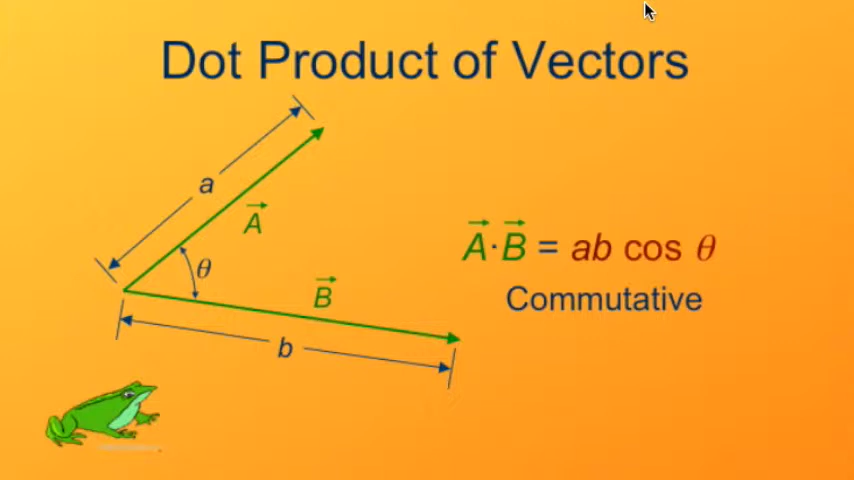 Dot Product of Vectors
a
A⃗
θ
B⃗
b
A⃗·B⃗ = ab cos θ
Commutative